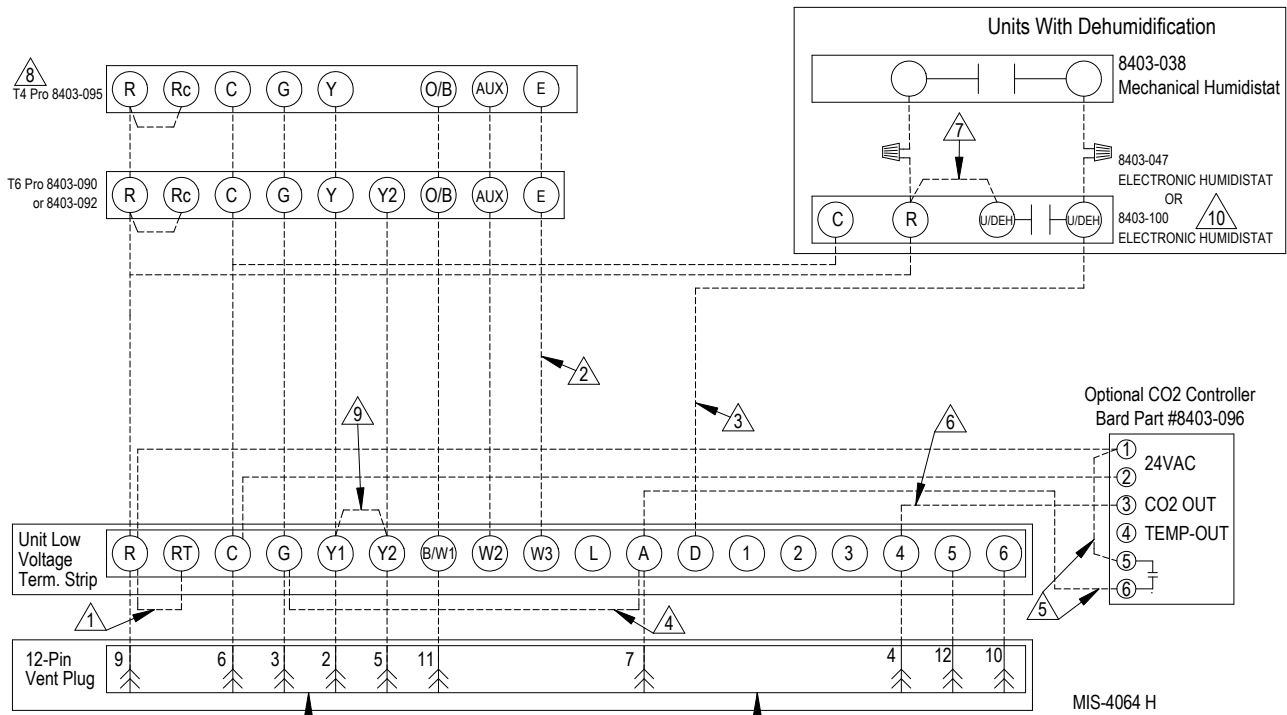 Units With Dehumidification
8403-038
Mechanical Humidistat
8
T4 Pro 8403-095
R Rc C G Y O/B AUX E
7
8403-047
ELECTRONIC HUMIDISTAT
OR
8403-100
ELECTRONIC HUMIDISTAT
10
T6 Pro 8403-090
or 8403-092
R Rc C G Y Y2 O/B AUX E
C R U/DEH U/DEH
2
9
3
6
Optional CO2 Controller
Bard Part #8403-096
1
24VAC
2
3 CO2 OUT
4 TEMP-OUT
5
6
5
Unit Low
Voltage
Term. Strip
R RT C G Y1 Y2 B/W1 W2 W3 L A D 1 2 3 4 5 6
1
4
12-Pin
Vent Plug
9 6 3 2 5 11 7 4 12 10
MIS-4064 H